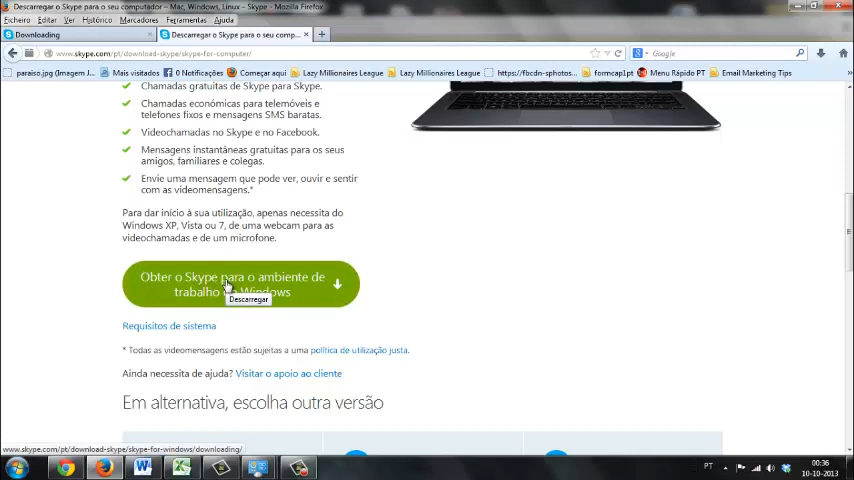 Descarregar o Skype para o seu computador – Mac, Windows, Linux – Skype - Mozilla Firefox
Ficheiro Editar Ver Histórico Marcadores Ferramentas Ajuda
Downloading
Descarregar o Skype para o seu comp...
www.skype.com/pt/download-skype/skype-for-computer/
Google
paraiso.jpg (Imagem J... Mais visitados 0 Notificações Começar aqui Lazy Millionaires League Lazy Millionaires League https://fbcdn-sphotos... formcap1pt Menu Rápido PT Email Marketing Tips
Chamadas gratuitas de Skype para Skype.
Chamadas económicas para telemóveis e
telefones fixos e mensagens SMS baratas.
Videochamadas no Skype e no Facebook.
Mensagens instantâneas gratuitas para os seus
amigos, familiares e colegas.
Envie uma mensagem que pode ver, ouvir e sentir
com as videomensagens.*
Para dar início à sua utilização, apenas necessita do
Windows XP, Vista ou 7, de uma webcam para as
videochamadas e de um microfone.
Obter o Skype para o ambiente de
trabalho Windows
Descarregar
Requisitos de sistema
* Todas as videomensagens estão sujeitas a uma política de utilização justa.
Ainda necessita de ajuda? Visitar o apoio ao cliente
Em alternativa, escolha outra versão
www.skype.com/pt/download-skype/skype-for-windows/downloading/
PT
00:36
10-10-2013